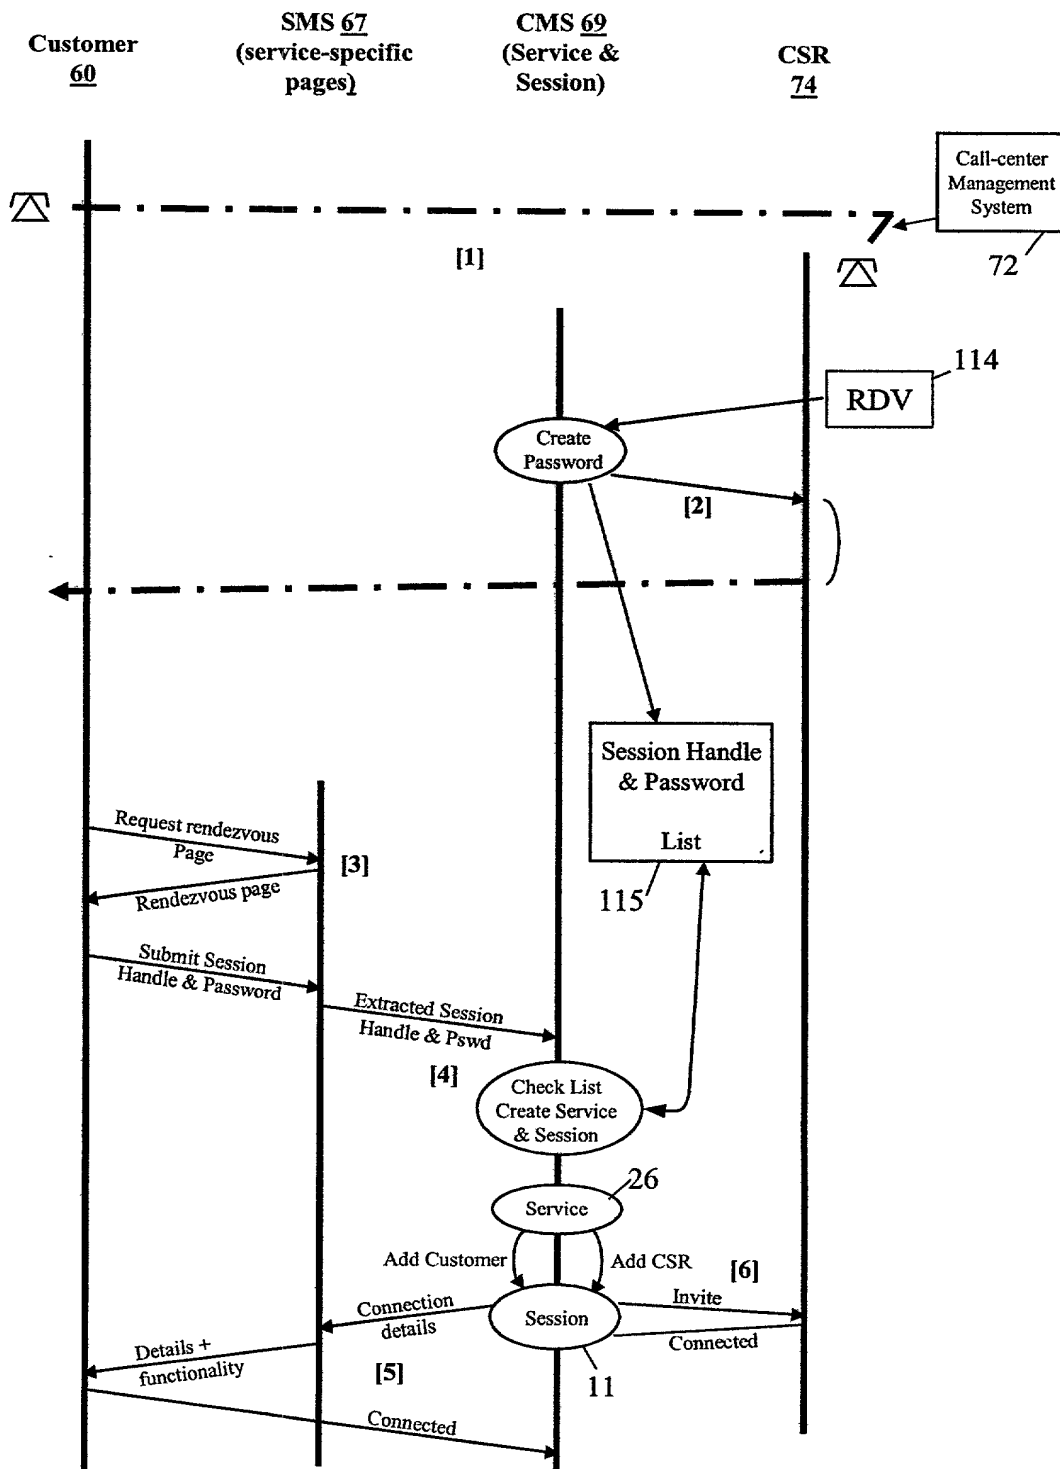 Customer
60
SMS 67
(service-specific
pages)
CMS 69
(Service &
Session)
CSR
74
Call-center
Management
System
72
[1]
RDV
114
Create
Password
[2]
Session Handle
& Password
List
115
Request rendezvous
Page
[3]
Rendezvous page
Submit Session
Handle & Password
Extracted Session
Handle & Pswd
[4]
Check List
Create Service
& Session
26
Service
Add Customer
Add CSR
[6]
Connection
details
Session
Invite
Connected
Details +
functionality
[5]
11
Connected